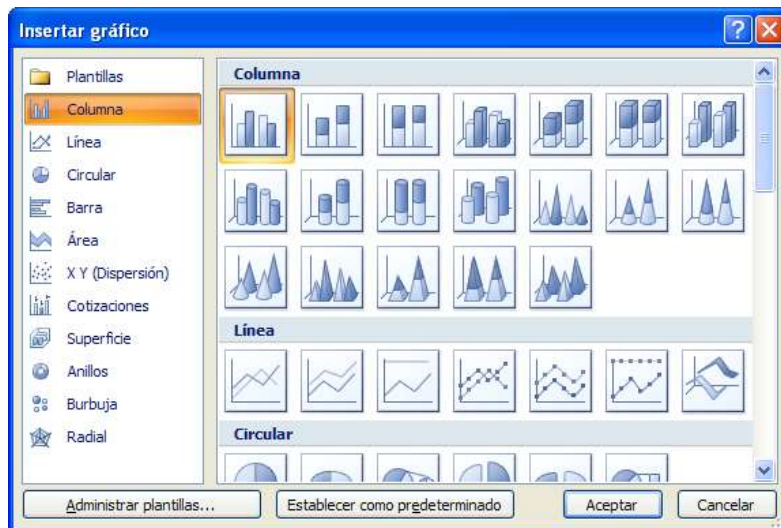 Insertar gráfico
Plantillas
Columna
Línea
Circular
Barra
Área
X Y (Dispersión)
Cotizaciones
Superficie
Anillos
Burbuja
Radial
Columna
Línea
Circular
Administrar plantillas...
Establecer como predeterminado
Aceptar
Cancelar